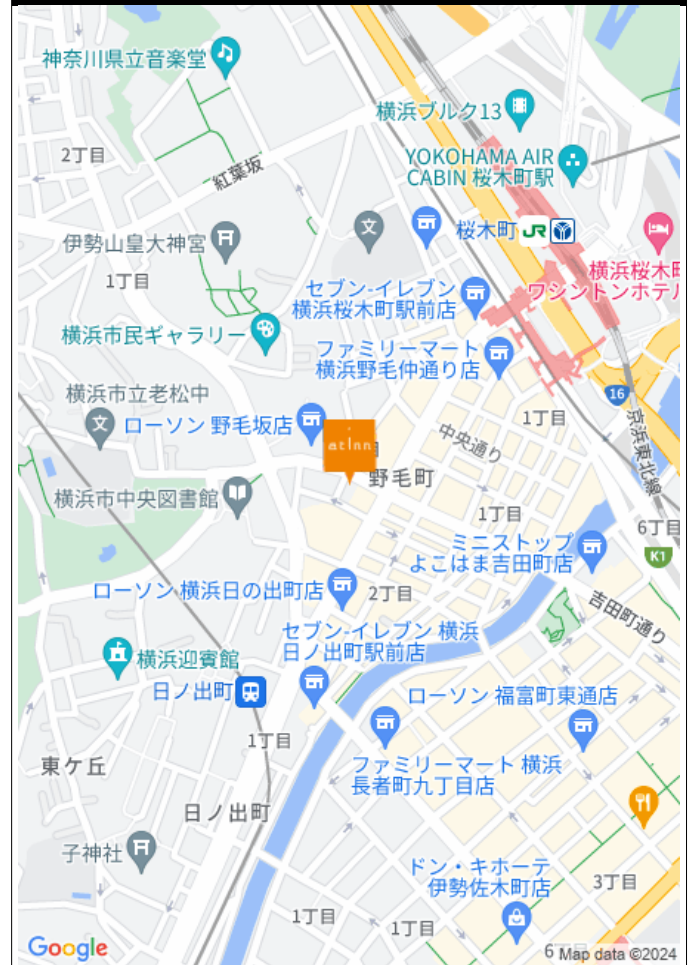 神奈川県立音楽堂
横浜ブルク13
2丁目
YOKOHAMA AIR
CABIN 桜木町駅
紅葉坂
伊勢山皇大神宮
桜木町 JR
1丁目
横浜桜木町
ワシントンホテル
セブン-イレブン
横浜桜木町駅前店
横浜市民ギャラリー
ファミリーマート
横浜野毛仲通り店
横浜市立老松中
16
ローソン 野毛坂店
1丁目
中央通り
京浜東北線
at inn
野毛町
横浜市中央図書館
1丁目
6丁目
ミニストップ
よこはま吉田町店
K1
ローソン 横浜日の出町店
2丁目
吉田町通り
セブン-イレブン 横浜
日ノ出町駅前店
横浜迎賓館
日ノ出町
ローソン 福富町東通店
1丁目
東ケ丘
ファミリーマート 横浜
長者町九丁目店
日ノ出町
子神社
ドン・キホーテ
伊勢佐木町店
3丁目
1丁目
1丁目
Google
Map data ©2024